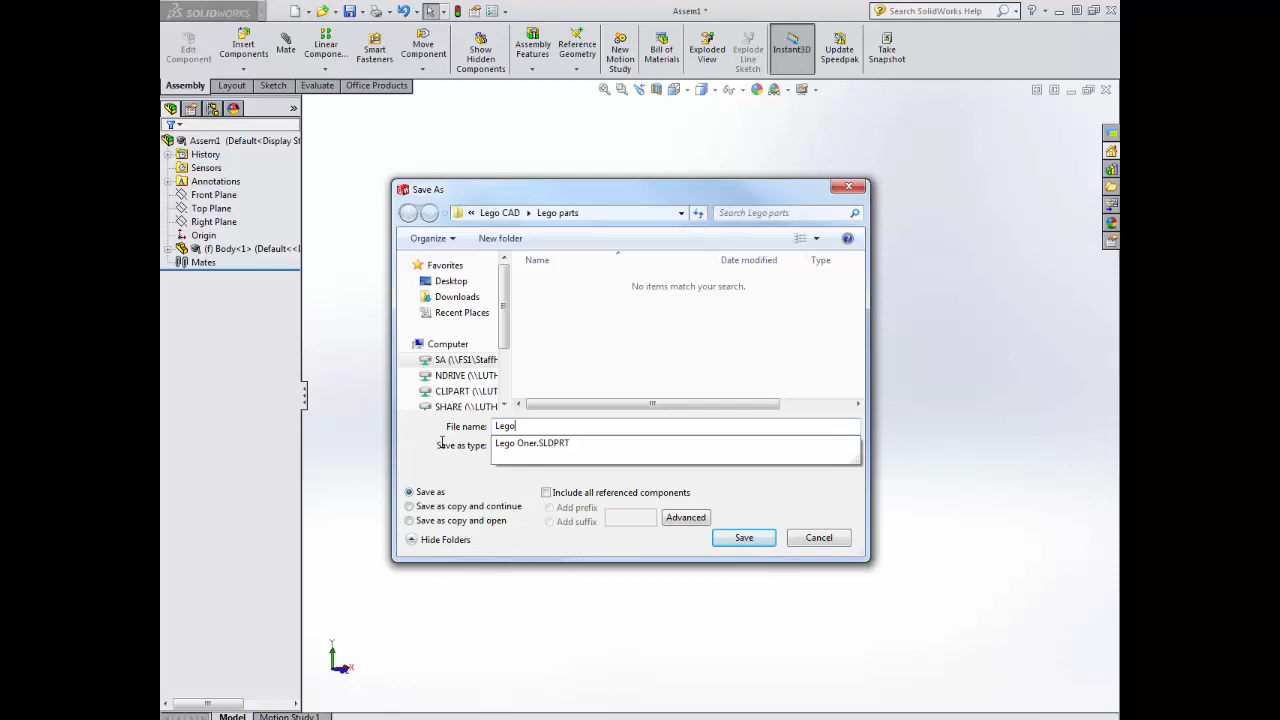 SOLIDWORKS
Assem1 *
Search SolidWorks Help
Edit Component
Insert Components
Mate
Linear Compone...
Smart Fasteners
Move Component
Show Hidden Components
Assembly Features
Reference Geometry
New Motion Study
Bill of Materials
Exploded View
Explode Line Sketch
Instant3D
Update Speedpak
Take Snapshot
Assembly
Layout
Sketch
Evaluate
Office Products
Assem1 (Default<Display St
History
Sensors
Annotations
Front Plane
Top Plane
Right Plane
Origin
(f) Body<1> (Default<<D
Mates
Save As
« Lego CAD Lego parts
Search Lego parts
Organize
New folder
Favorites
Desktop
Downloads
Recent Places
Computer
SA (\\FS1\StaffH
NDRIVE (\\LUTH
CLIPART (\\LUT
SHARE (\\LUTH
Name
Date modified
Type
No items match your search.
File name: Lego
Save as type:
Lego Oner.SLDPRT
Save as
Save as copy and continue
Save as copy and open
Include all referenced components
Add prefix
Add suffix
Advanced
Hide Folders
Save
Cancel
Y
X
Model
Motion Study 1